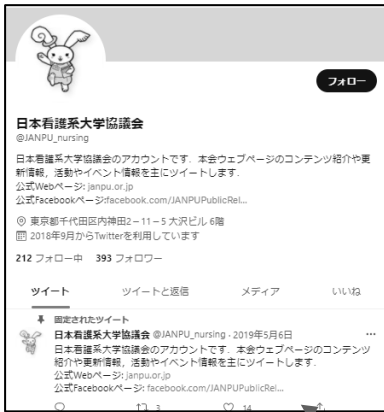 フォロー
日本看護系大学協議会
@JANPU_nursing
日本看護系大学協議会のアカウントです．本会ウェブページのコンテンツ紹介や更
新情報，活動やイベント情報を主にツイートします．
公式Webページ: janpu.or.jp
公式Facebookページ:facebook.com/JANPUPublicRel...
東京都千代田区内神田2－11－5 大沢ビル 6階
2018年9月からTwitterを利用しています
212 フォロー中 393 フォロワー
ツイート ツイートと返信 メディア いいね
固定されたツイート
日本看護系大学協議会 @JANPU_nursing · 2019年5月6日 ...
日本看護系大学協議会のアカウントです．本会ウェブページのコンテンツ
紹介や更新情報，活動やイベント情報を主にツイートします．
公式Webページ: janpu.or.jp
公式Facebookページ: facebook.com/JANPUPublicRel...
3 14